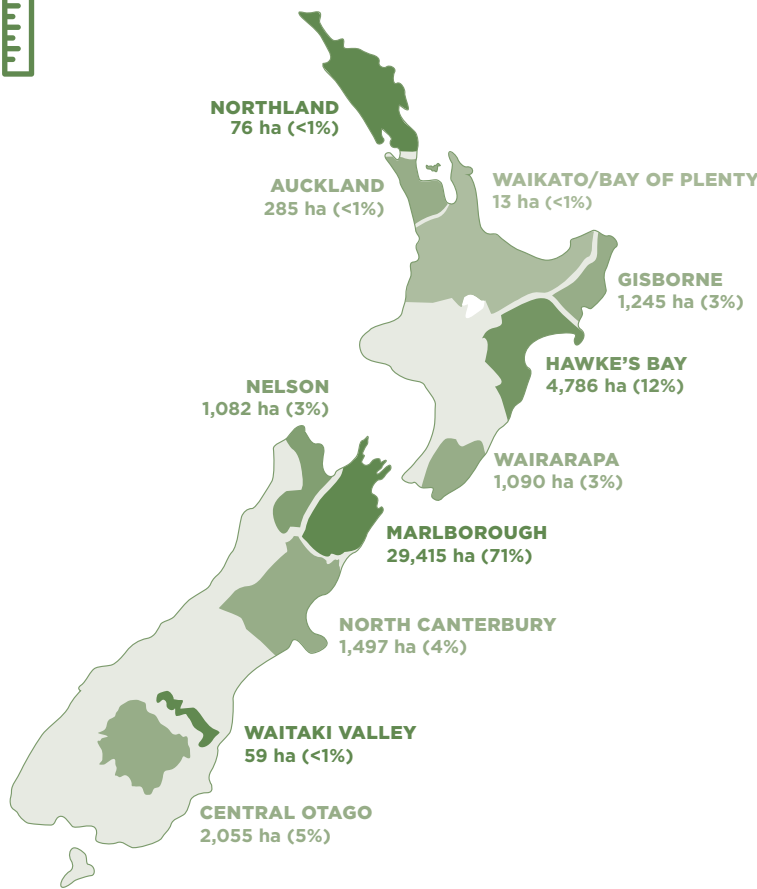 NORTHLAND
76 ha (<1%)
AUCKLAND
285 ha (<1%)
WAIKATO/BAY OF PLENTY
13 ha (<1%)
GISBORNE
1,245 ha (3%)
HAWKE'S BAY
4,786 ha (12%)
NELSON
1,082 ha (3%)
WAIRARAPA
1,090 ha (3%)
MARLBOROUGH
29,415 ha (71%)
NORTH CANTERBURY
1,497 ha (4%)
WAITAKI VALLEY
59 ha (<1%)
CENTRAL OTAGO
2,055 ha (5%)